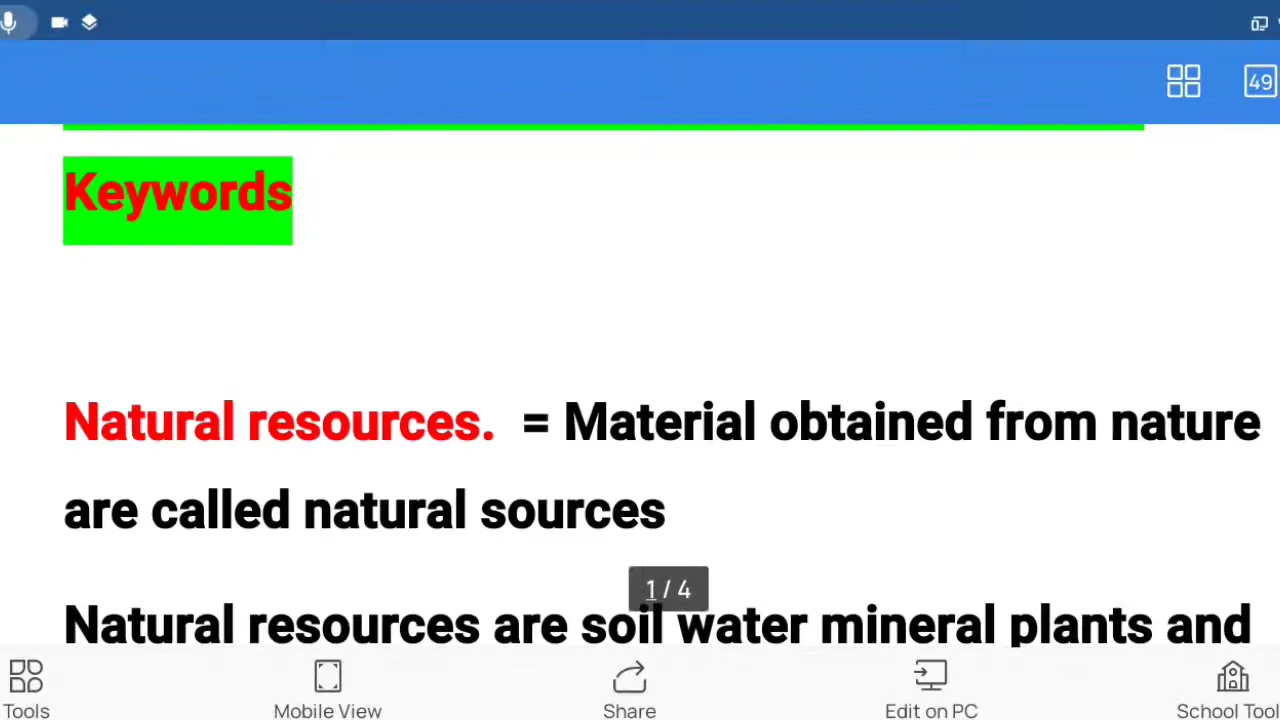 49
Keywords
Natural resources. = Material obtained from nature
are called natural sources
1 / 4
Natural resources are soil water mineral plants and
Tools
Mobile View
Share
Edit on PC
School Tool